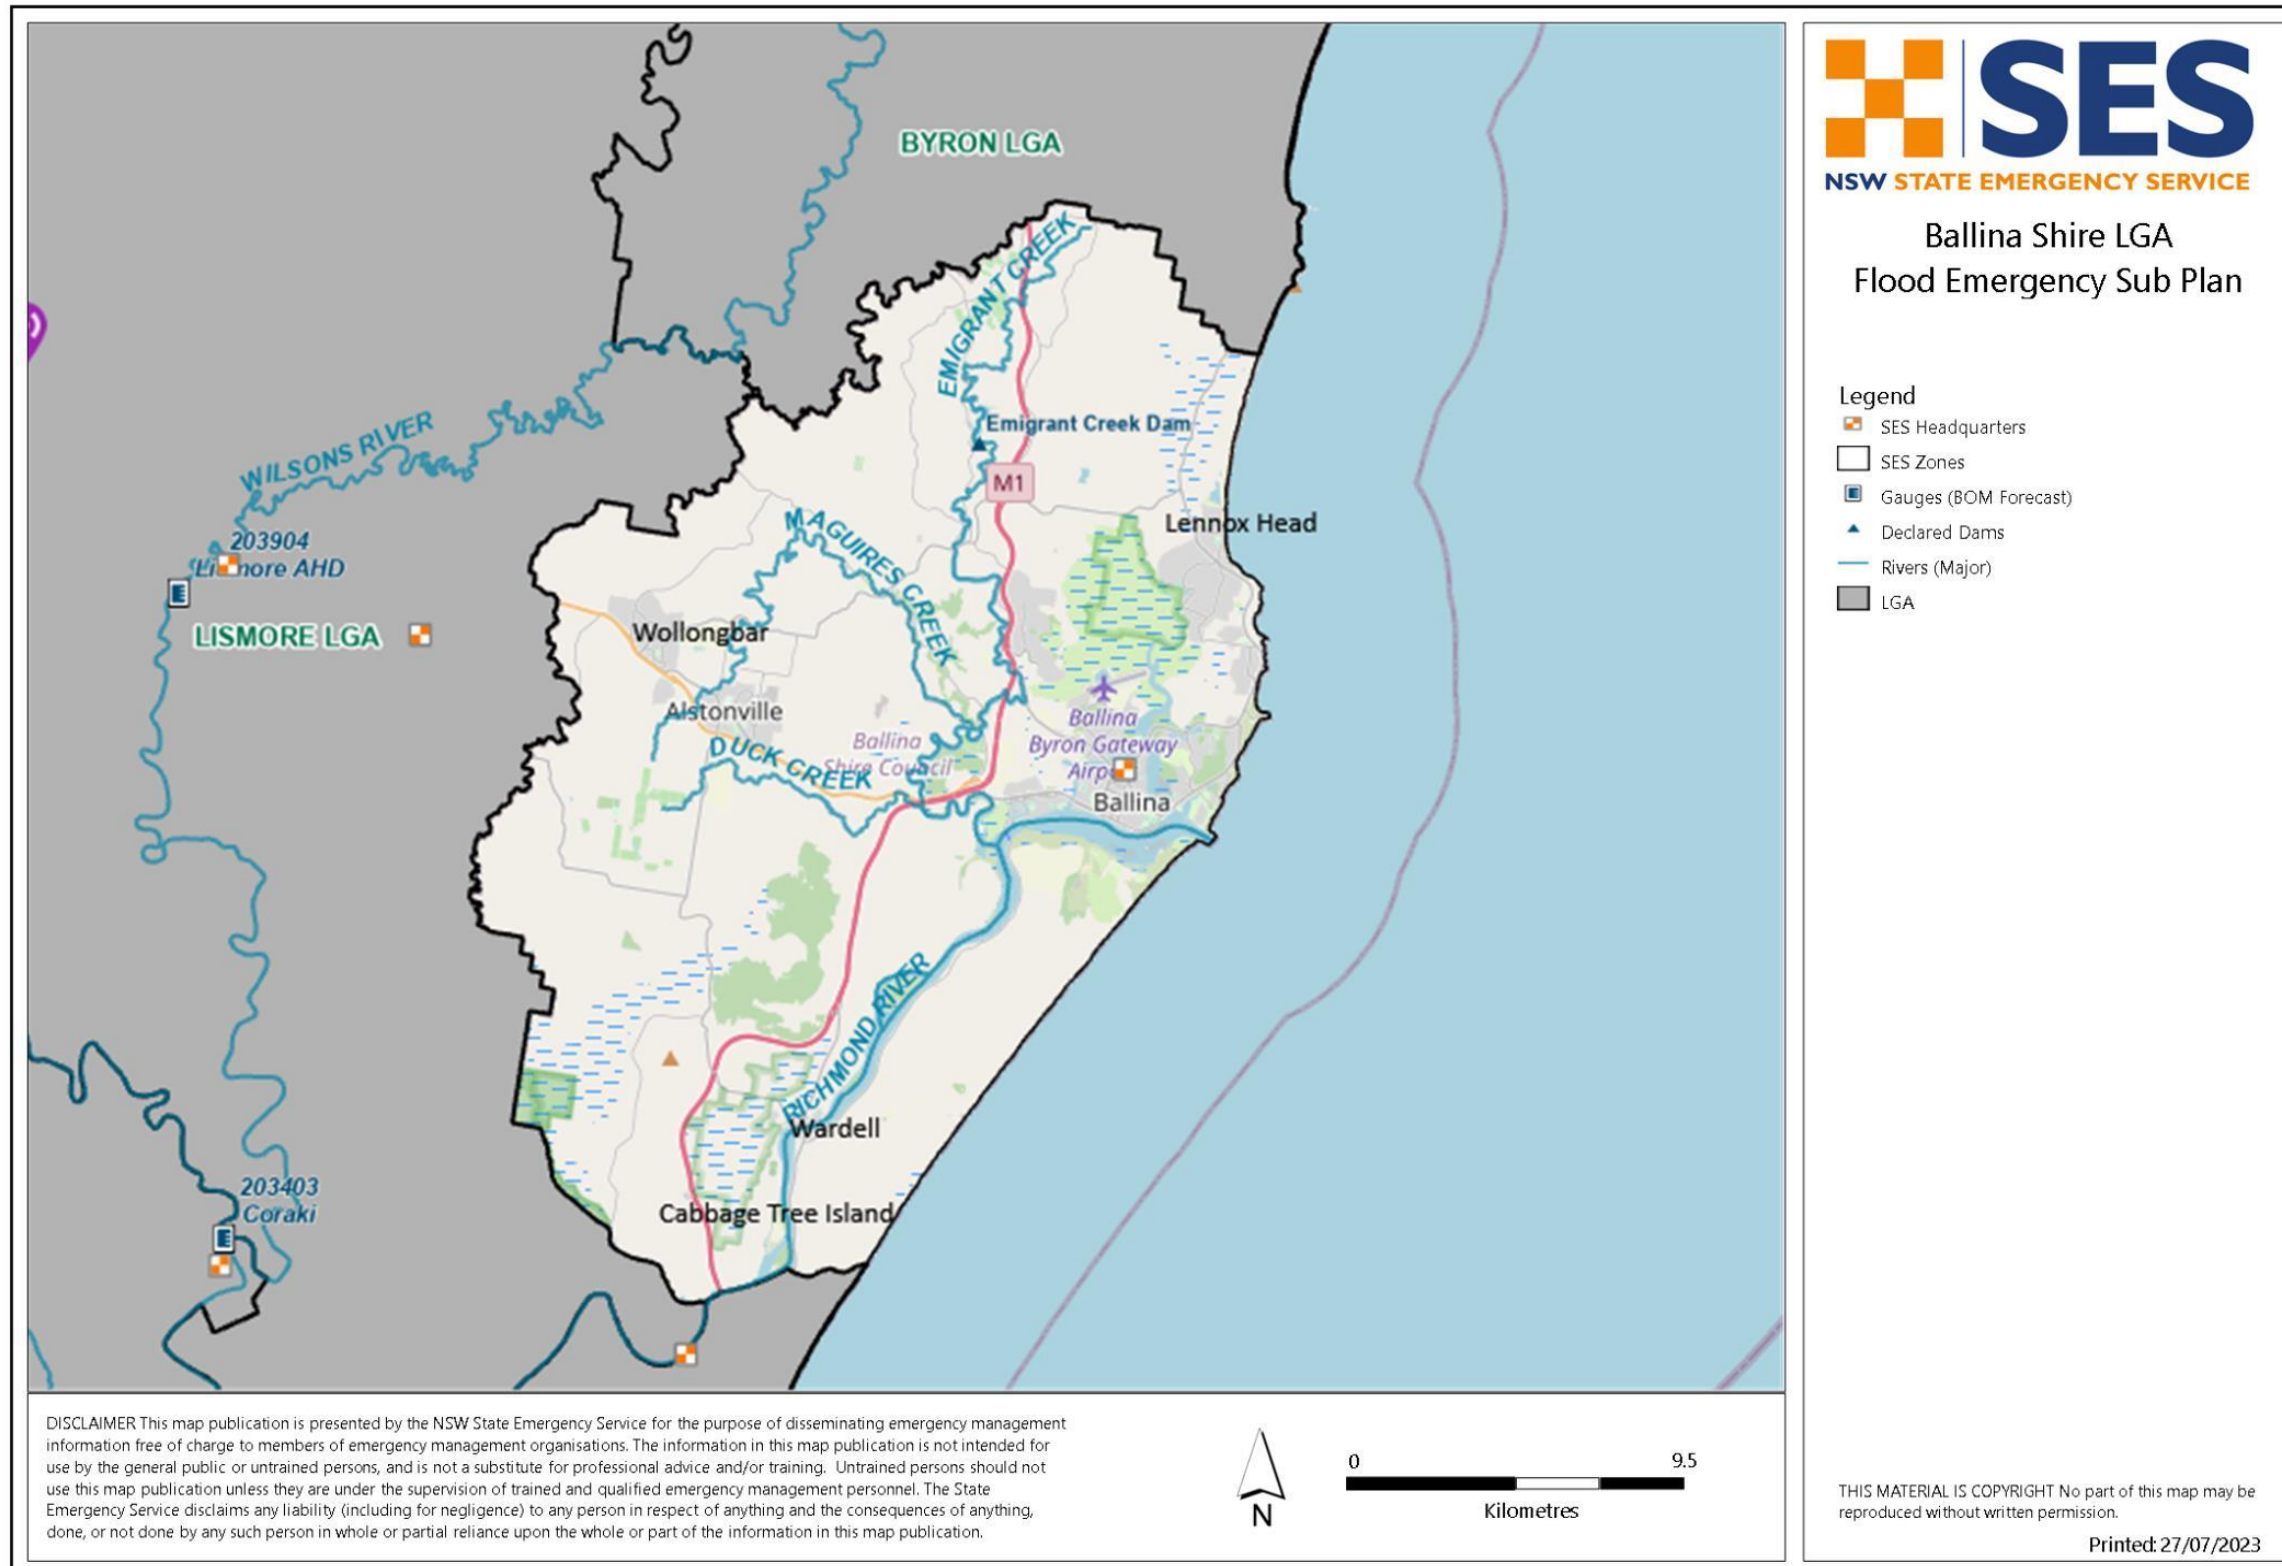 BYRON LGA
EMIGRANT CREEK
Emigrant Creek Dam
M1
WILSONS RIVER
203904
Lismore AHD
LISMORE LGA
Lennox Head
MAGUIRES CREEK
Wollongbar
Alstonville
DUCK CREEK
Ballina
Shire Council
Ballina
Byron Gateway
Ballina
RICHMOND RIVER
Wardell
203403
Coraki
Cabbage Tree Island
SES
NSW STATE EMERGENCY SERVICE
Ballina Shire LGA
Flood Emergency Sub Plan
Legend
SES Headquarters
SES Zones
Gauges (BOM Forecast)
Declared Dams
Rivers (Major)
LGA
DISCLAIMER This map publication is presented by the NSW State Emergency Service for the purpose of disseminating emergency management
information free of charge to members of emergency management organisations. The information in this map publication is not intended for
use by the general public or untrained persons, and is not a substitute for professional advice and/or training. Untrained persons should not
use this map publication unless they are under the supervision of trained and qualified emergency management personnel. The State
Emergency Service disclaims any liability (including for negligence) to any person in respect of anything and the consequences of anything,
done, or not done by any such person in whole or partial reliance upon the whole or part of the information in this map publication.
N
0 9.5
Kilometres
THIS MATERIAL IS COPYRIGHT No part of this map may be
reproduced without written permission.
Printed: 27/07/2023